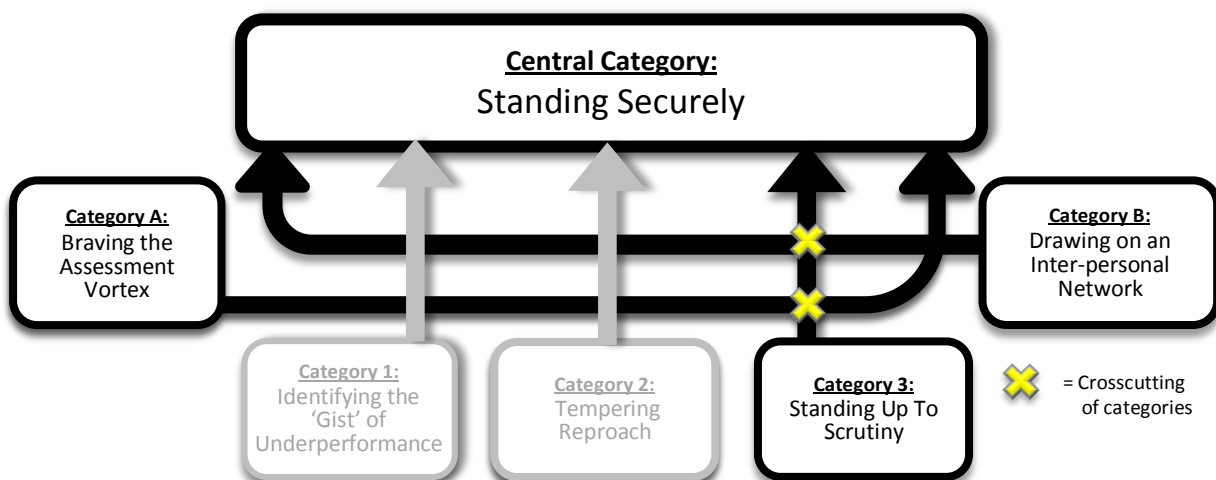 Central Category:
Standing Securely
Category A:
Braving the
Assessment
Vortex
Category B:
Drawing on an
Inter-personal
Network
Category 1:
Identifying the
‘Gist’ of
Underperformance
Category 2:
Tempering
Reproach
Category 3:
Standing Up To
Scrutiny
= Crosscutting
of categories